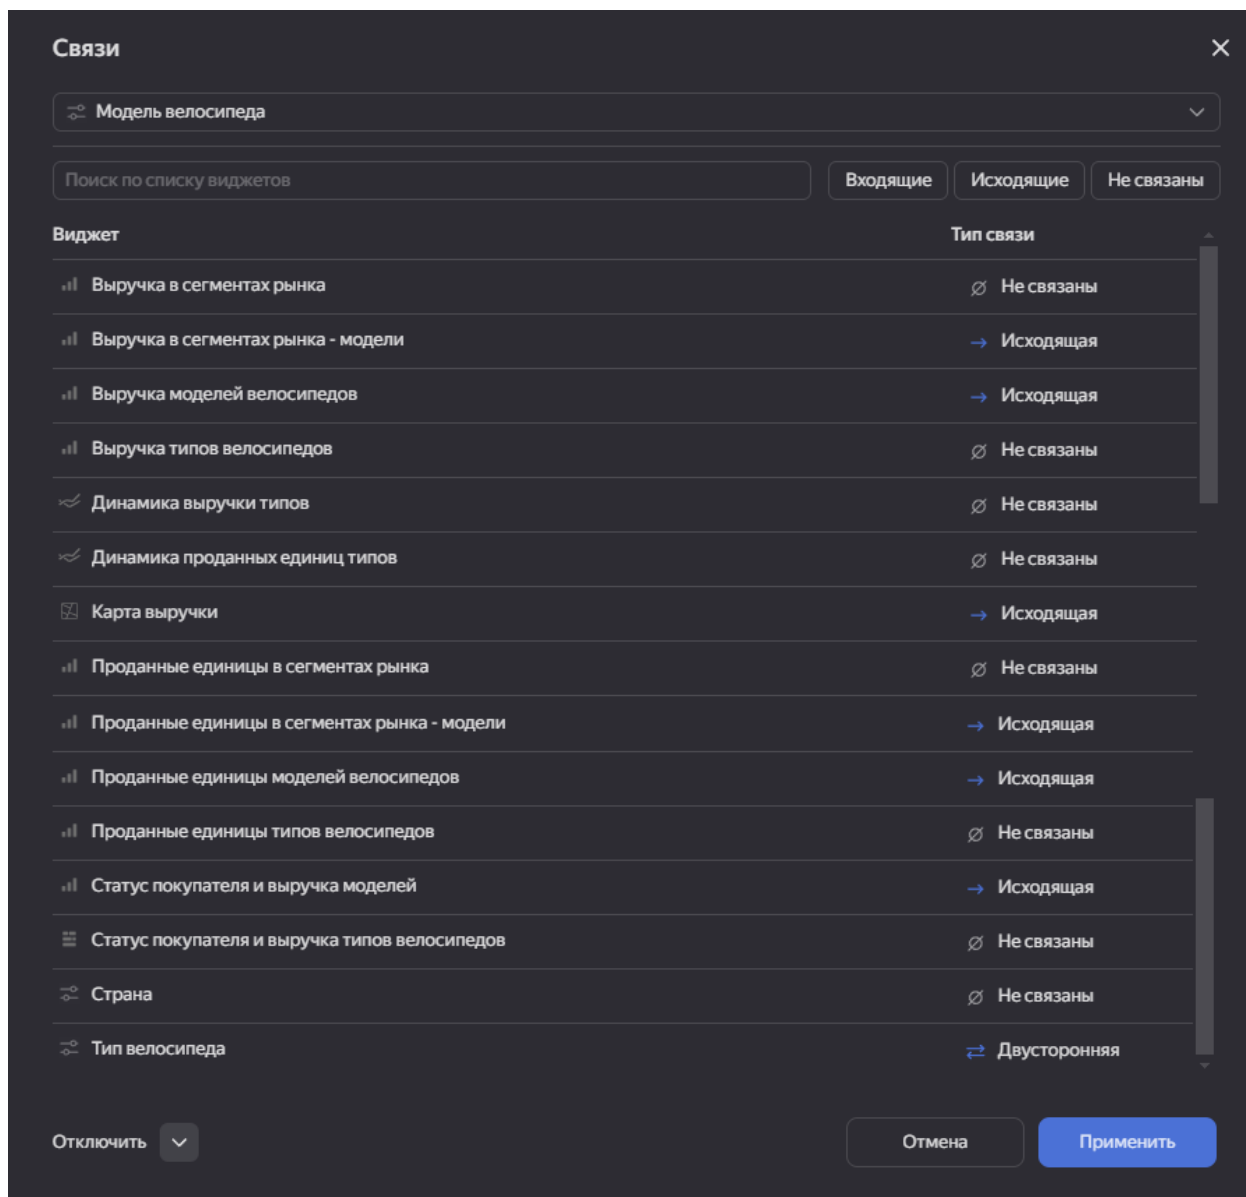 Связи
Модель велосипеда
Поиск по списку виджетов Входящие Исходящие Не связаны
Виджет Тип связи
Выручка в сегментах рынка Не связаны
Выручка в сегментах рынка - модели Исходящая
Выручка моделей велосипедов Исходящая
Выручка типов велосипедов Не связаны
Динамика выручки типов Не связаны
Динамика проданных единиц типов Не связаны
Карта выручки Исходящая
Проданные единицы в сегментах рынка Не связаны
Проданные единицы в сегментах рынка - модели Исходящая
Проданные единицы моделей велосипедов Исходящая
Проданные единицы типов велосипедов Не связаны
Статус покупателя и выручка моделей Исходящая
Статус покупателя и выручка типов велосипедов Не связаны
Страна Не связаны
Тип велосипеда Двусторонняя
Отключить Отмена Применить